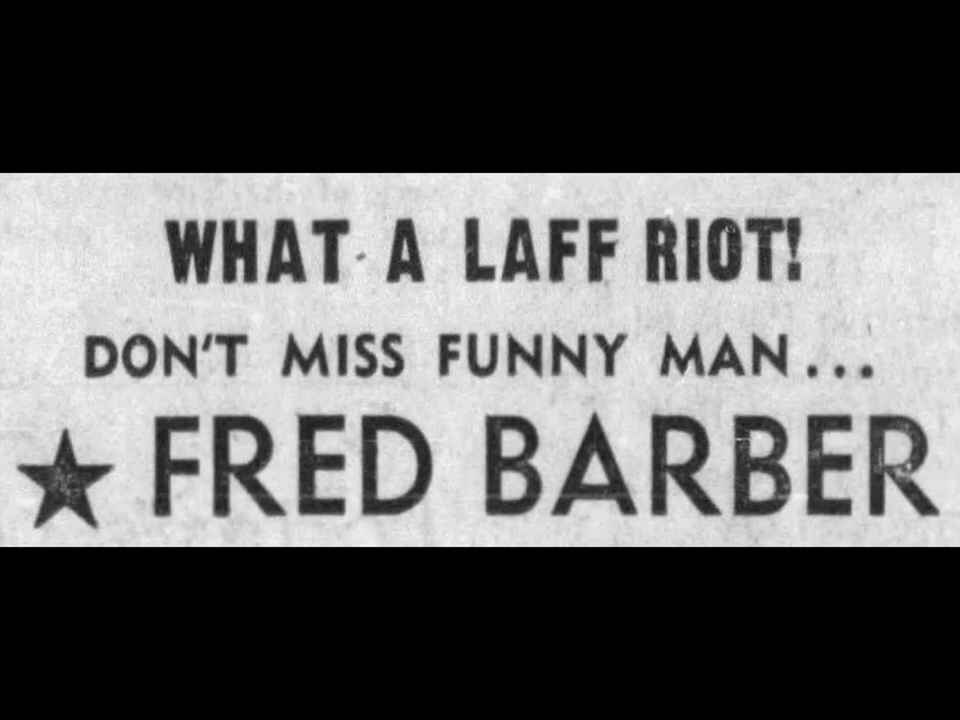 WHAT A LAFF RIOT!
DON'T MISS FUNNY MAN...
★ FRED BARBER